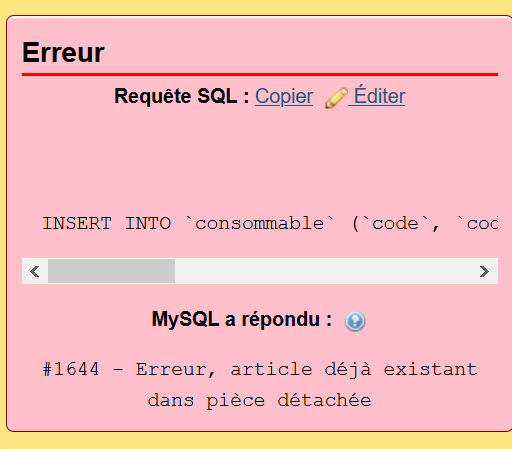 Erreur
Requête SQL : Copier Éditer
INSERT INTO `consommable` (`code`, `cod
MySQL a répondu :
#1644 - Erreur, article déjà existant
dans pièce détachée